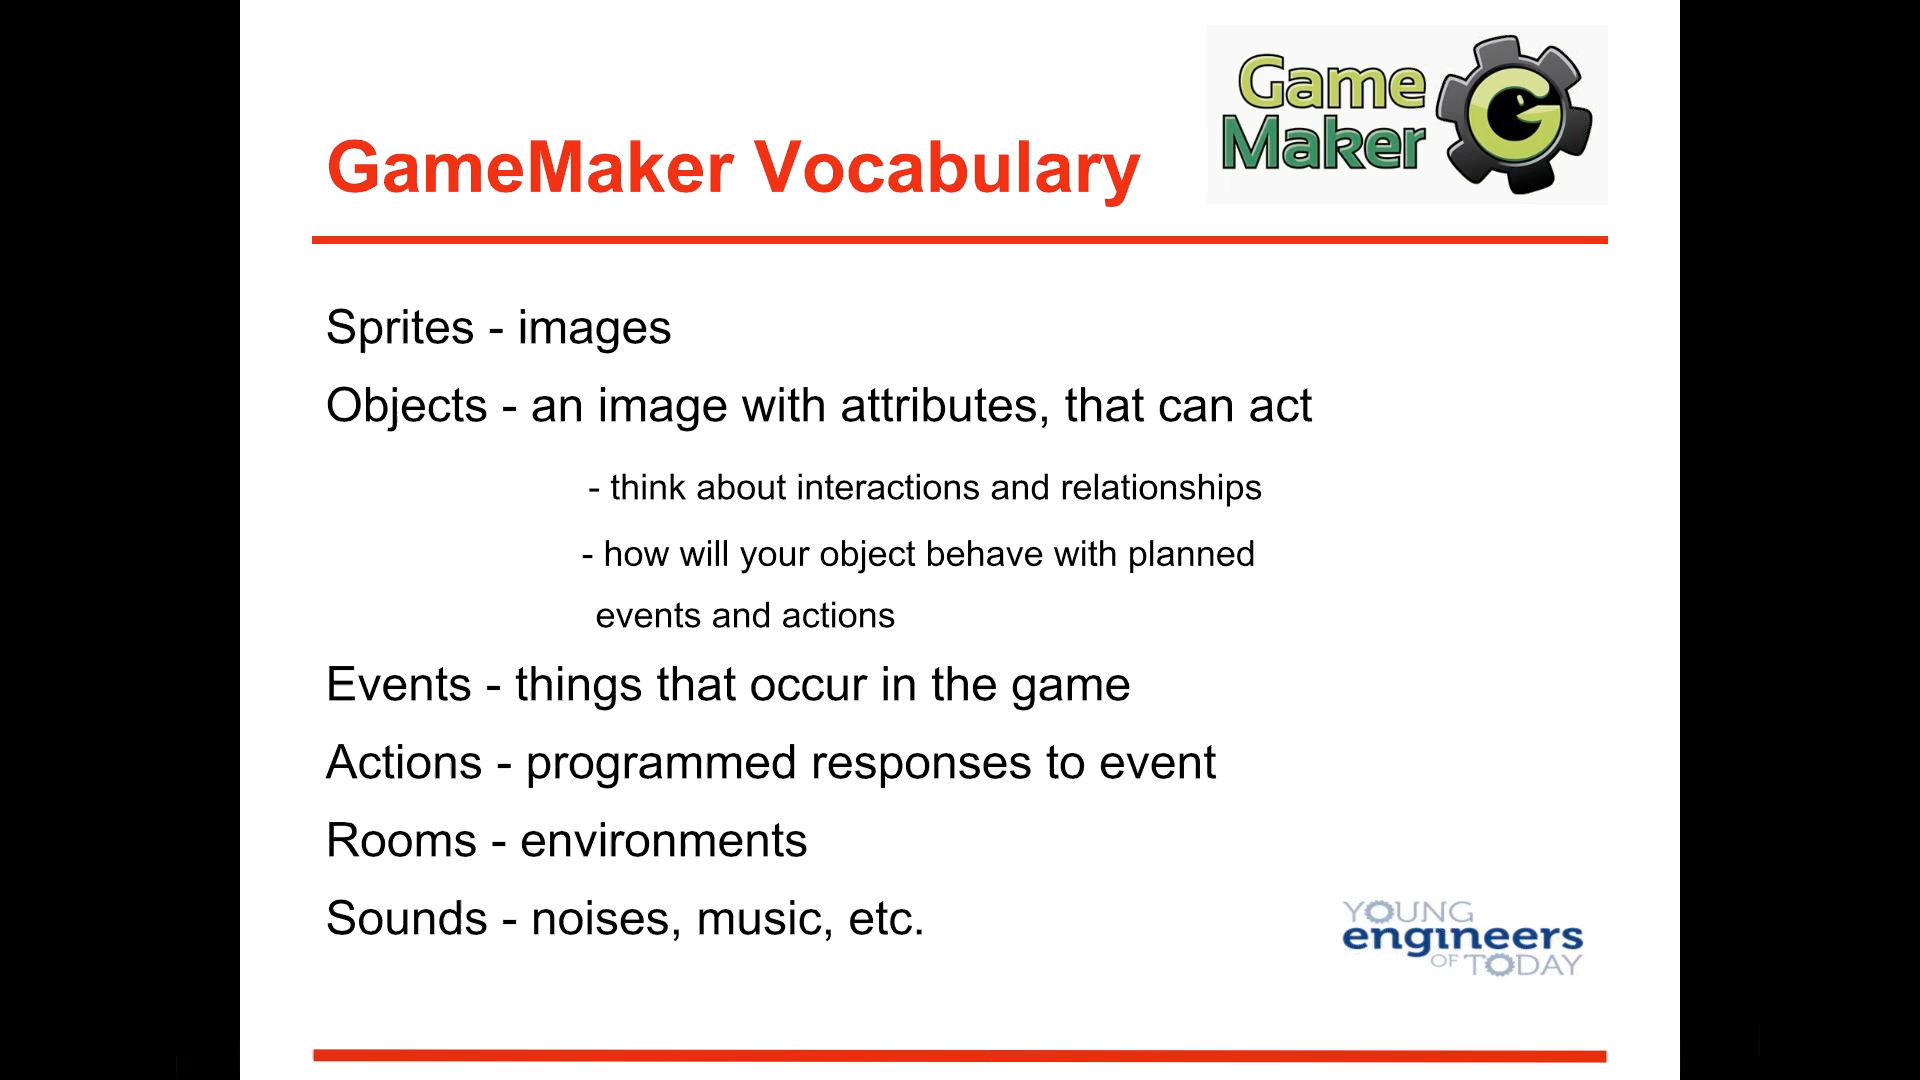 Game
Maker
GameMaker Vocabulary
Sprites - images
Objects - an image with attributes, that can act
- think about interactions and relationships
- how will your object behave with planned
events and actions
Events - things that occur in the game
Actions - programmed responses to event
Rooms - environments
Sounds - noises, music, etc.
YOUNG
engineers
OF TODAY